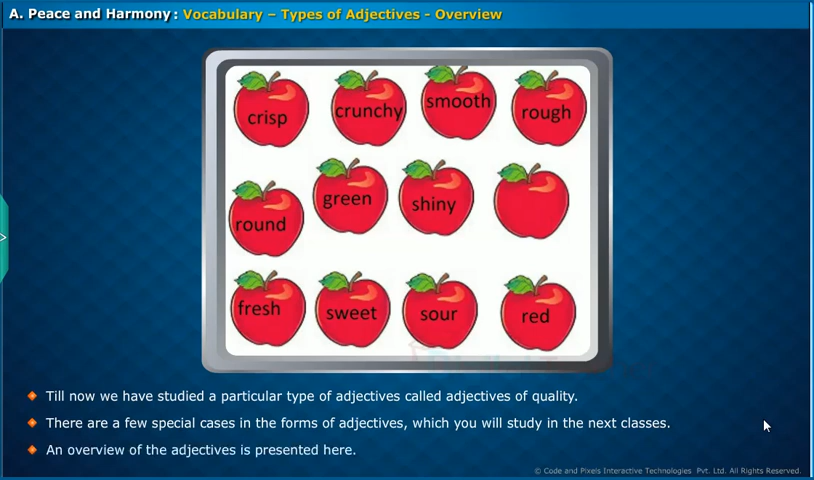 A. Peace and Harmony : Vocabulary – Types of Adjectives - Overview
crisp crunchy smooth rough
round green shiny
fresh sweet sour red
Till now we have studied a particular type of adjectives called adjectives of quality.
There are a few special cases in the forms of adjectives, which you will study in the next classes.
An overview of the adjectives is presented here.
© Code and Pixels Interactive Technologies Pvt. Ltd. All Rights Reserved.